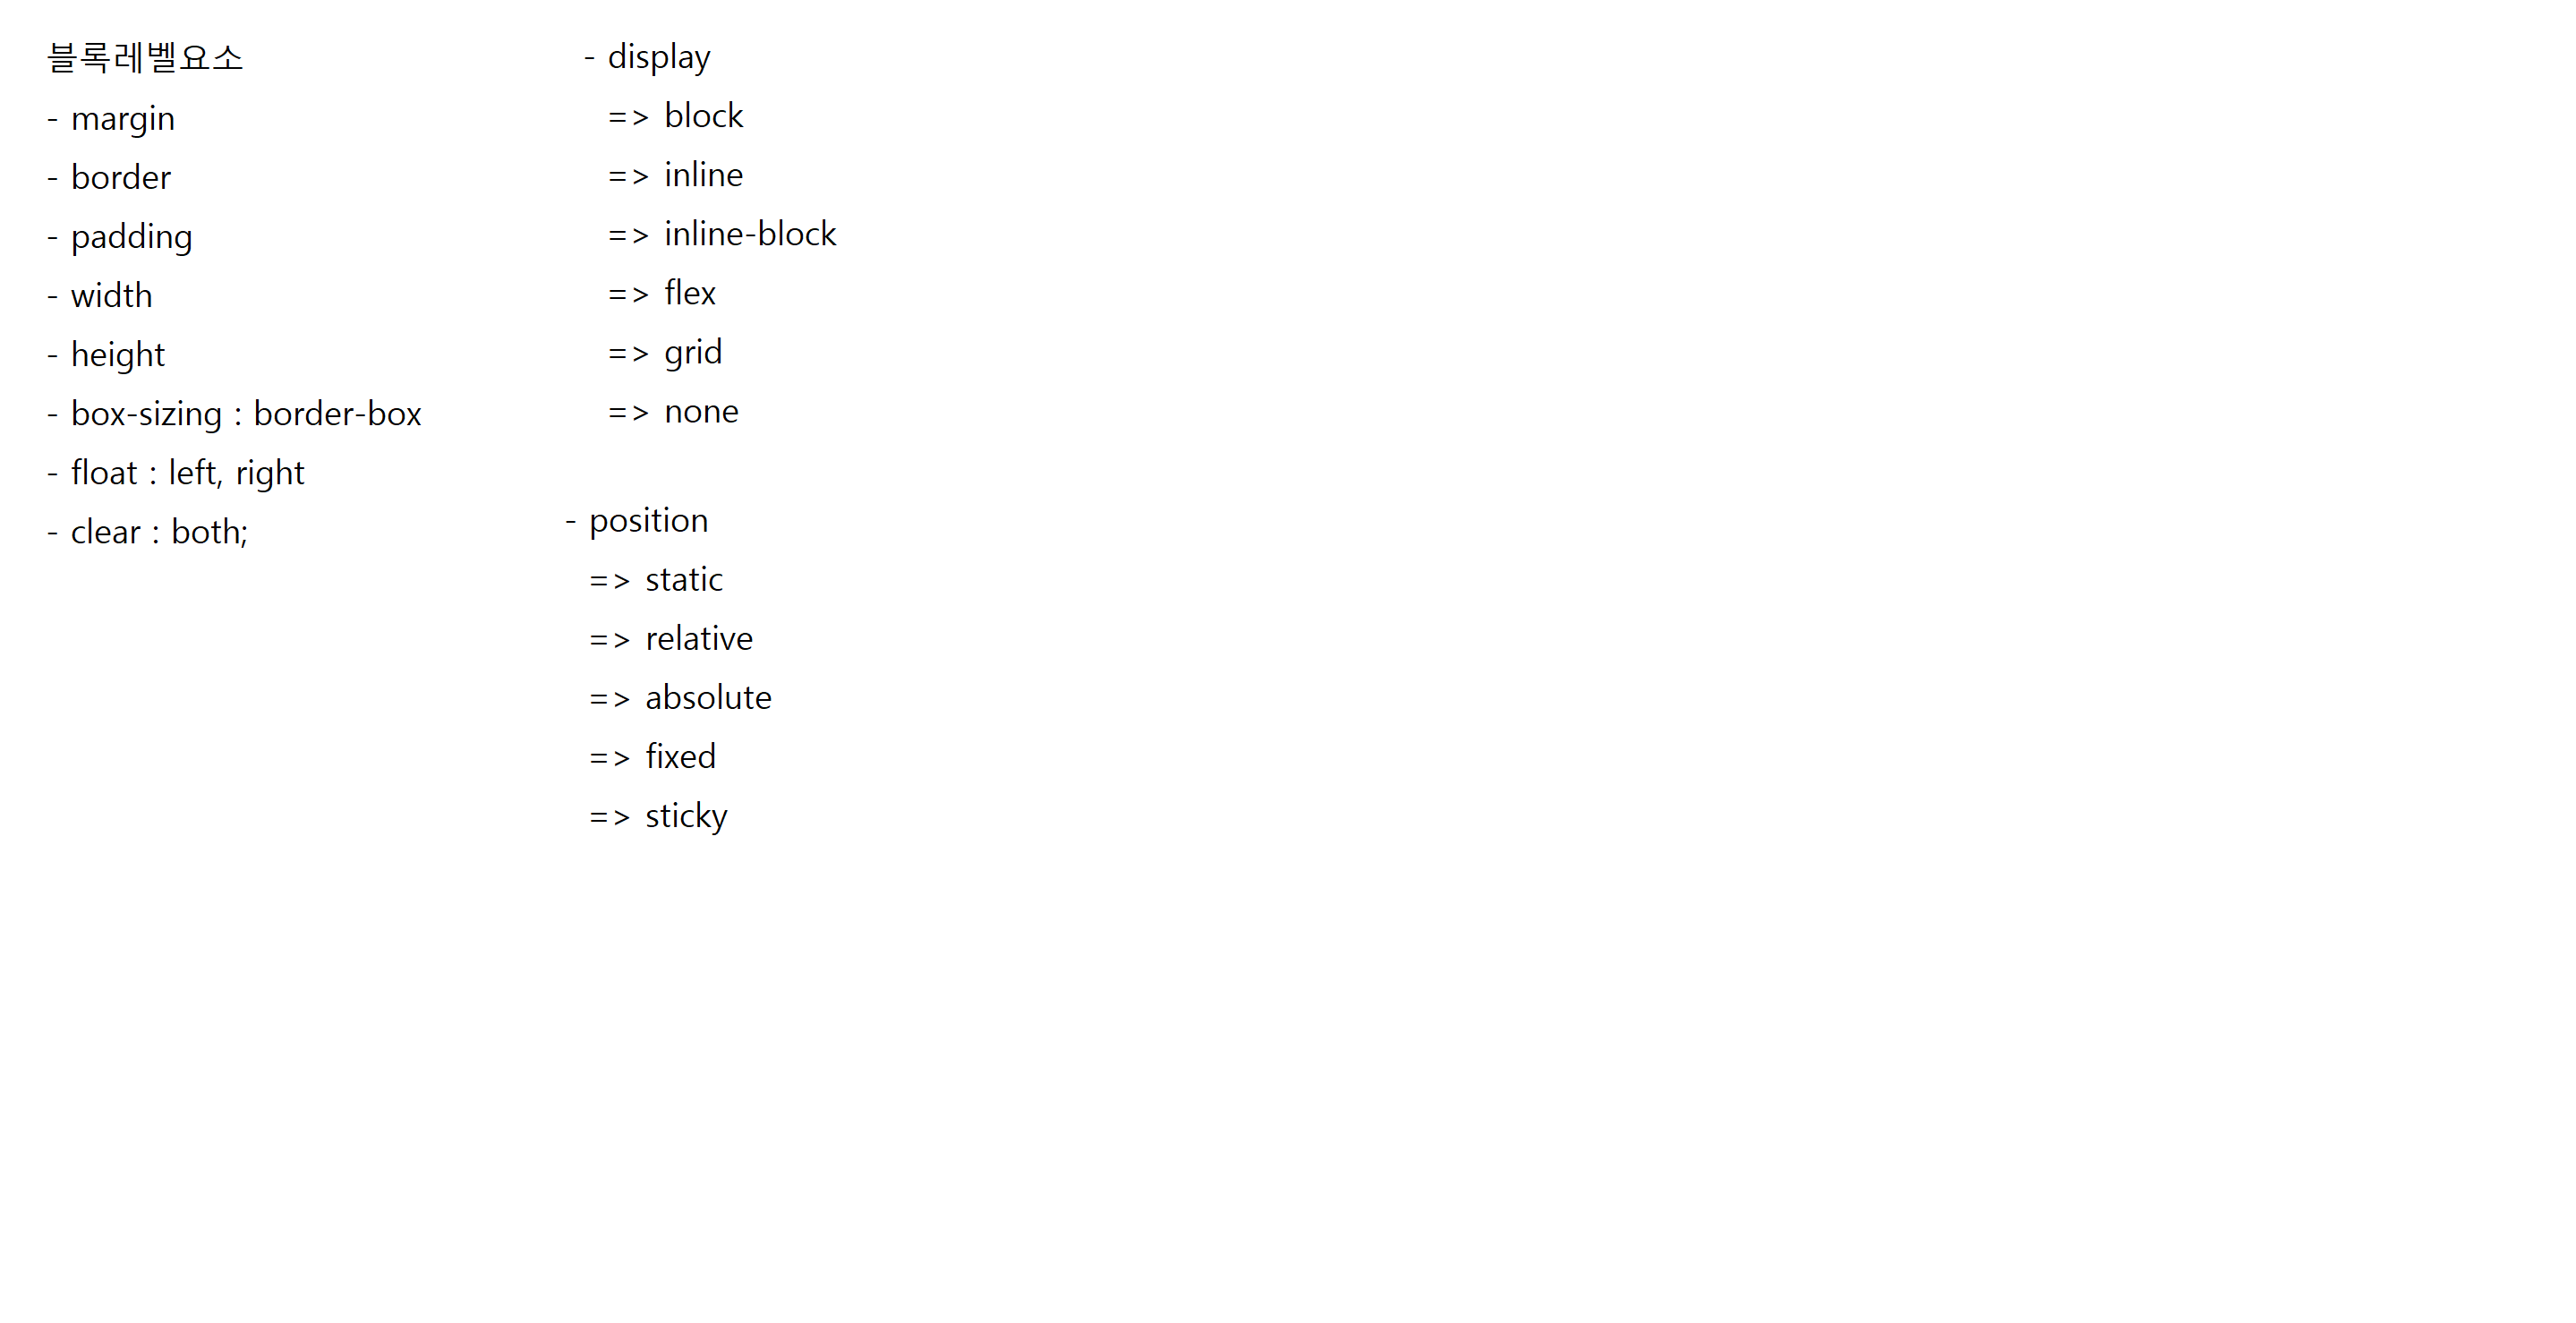 블록레벨요소
- margin
- border
- padding
- width
- height
- box-sizing : border-box
- float : left, right
- clear : both;
- display
=> block
=> inline
=> inline-block
=> flex
=> grid
=> none
- position
=> static
=> relative
=> absolute
=> fixed
=> sticky